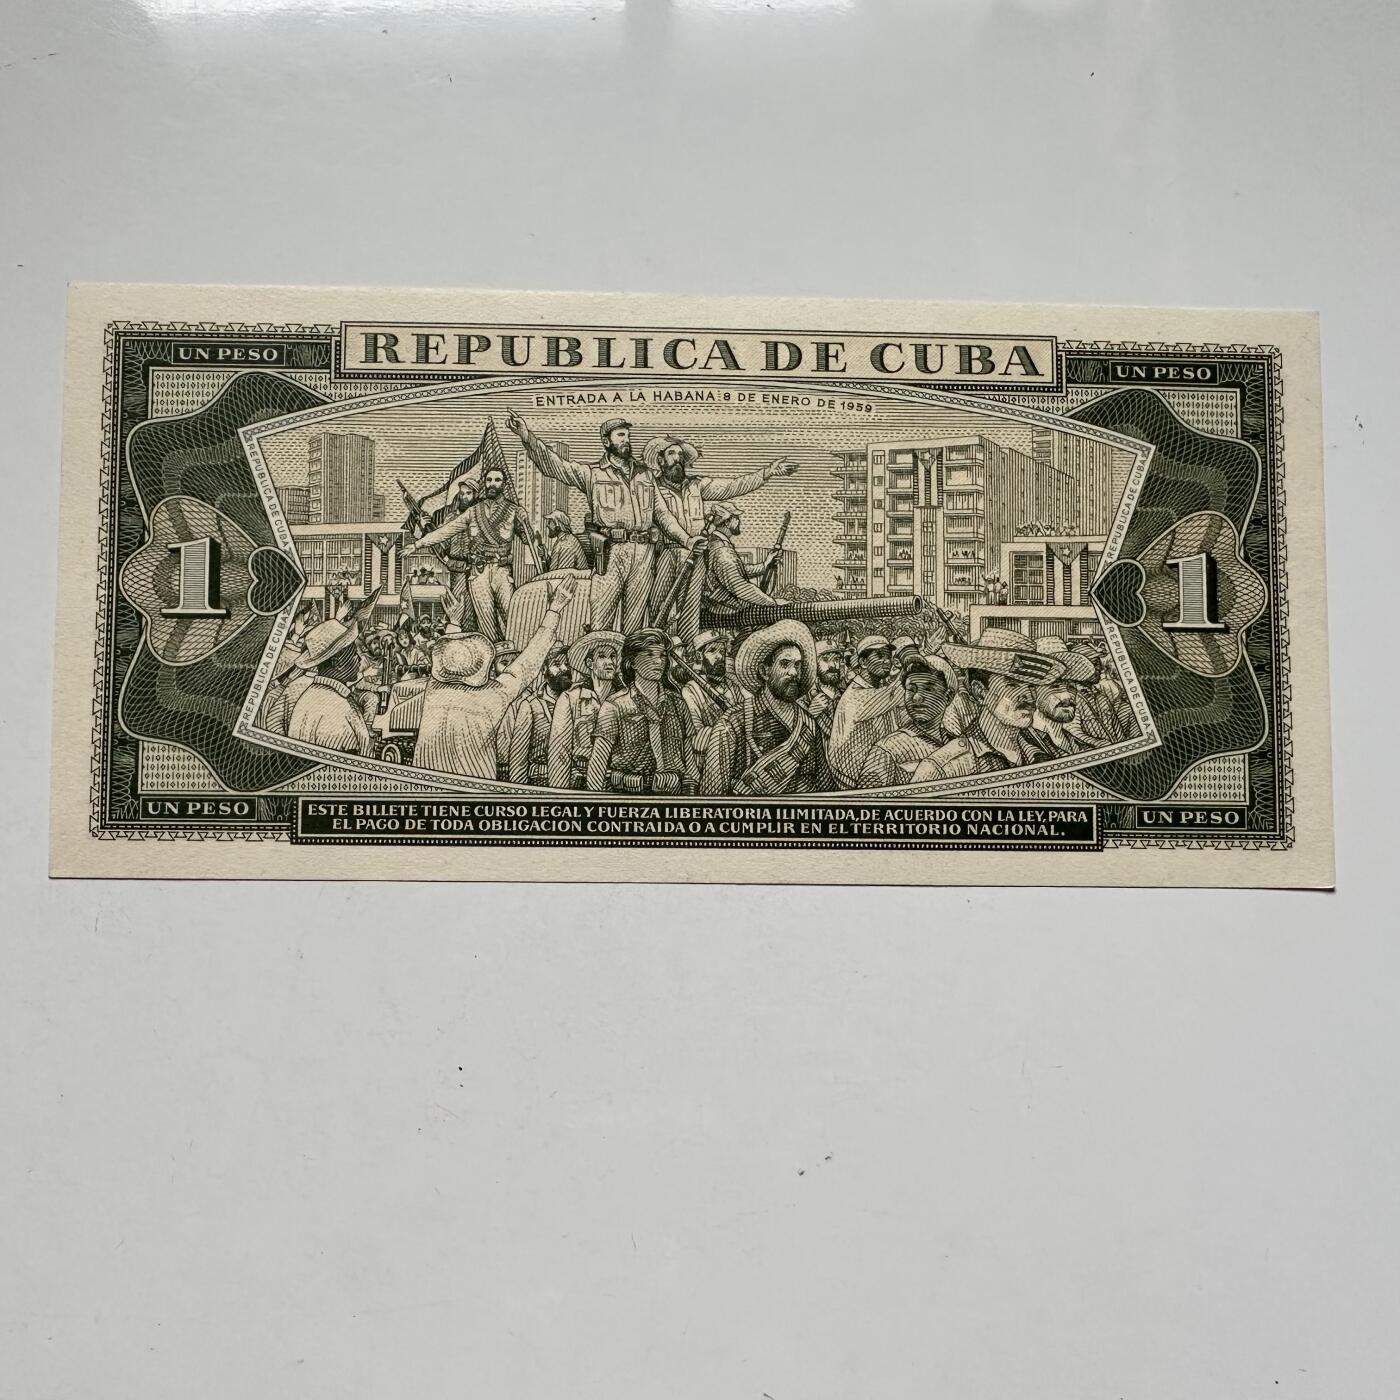 REPUBLICA DE CUBA
UN PESO
UN PESO
ENTRADA A LA HABANA 8 DE ENERO DE 1959
REPUBLICA DE CUBA
REPUBLICA DE CUBA
1
1
REPUBLICA DE CUBA
REPUBLICA DE CUBA
UN PESO
UN PESO
ESTE BILLETE TIENE CURSO LEGAL Y FUERZA LIBERATORIA ILIMITADA, DE ACUERDO CON LA LEY, PARA
EL PAGO DE TODA OBLIGACION CONTRAIDA O A CUMPLIR EN EL TERRITORIO NACIONAL.